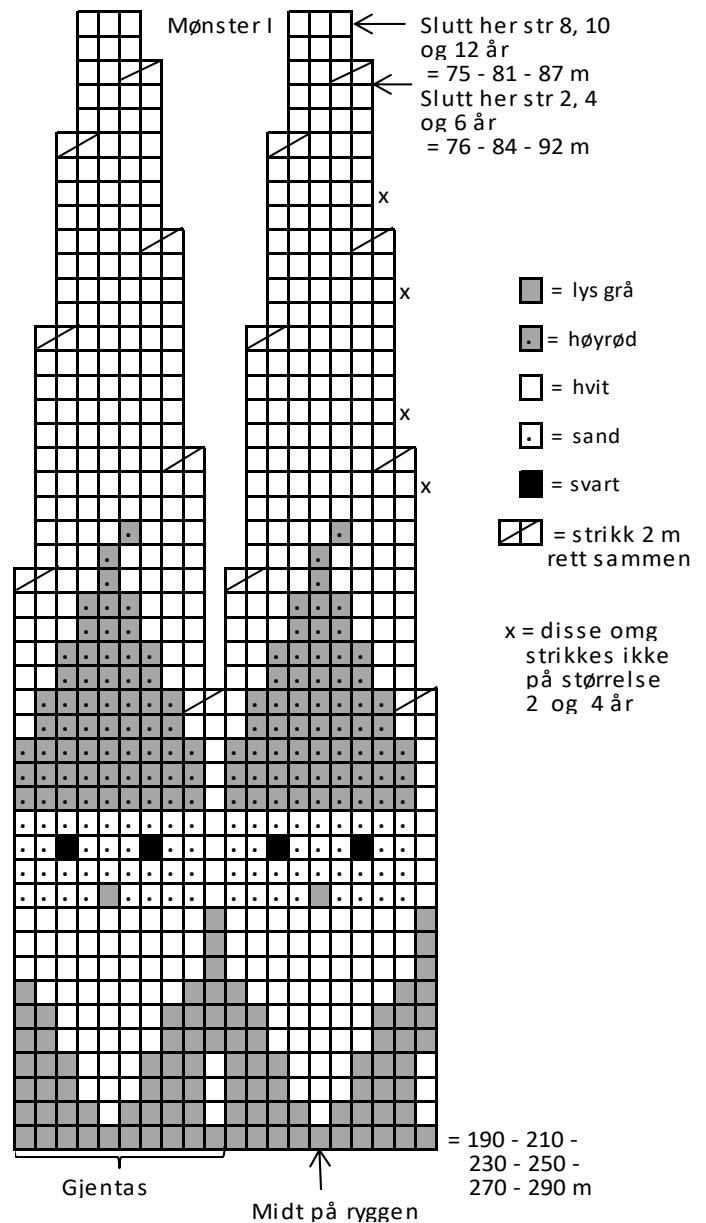 Mønster I
Slutt her str 8, 10
og 12 år
= 75 - 81 - 87 m
Slutt her str 2, 4
og 6 år
= 76 - 84 - 92 m
x
x
x
x
= lys grå
= høyrød
= hvit
= sand
= svart
= strikk 2 m
rett sammen
x = disse omg
strikkes ikke
på størrelse
2 og 4 år
= 190 - 210 -
230 - 250 -
270 - 290 m
Gjentas
Midt på ryggen